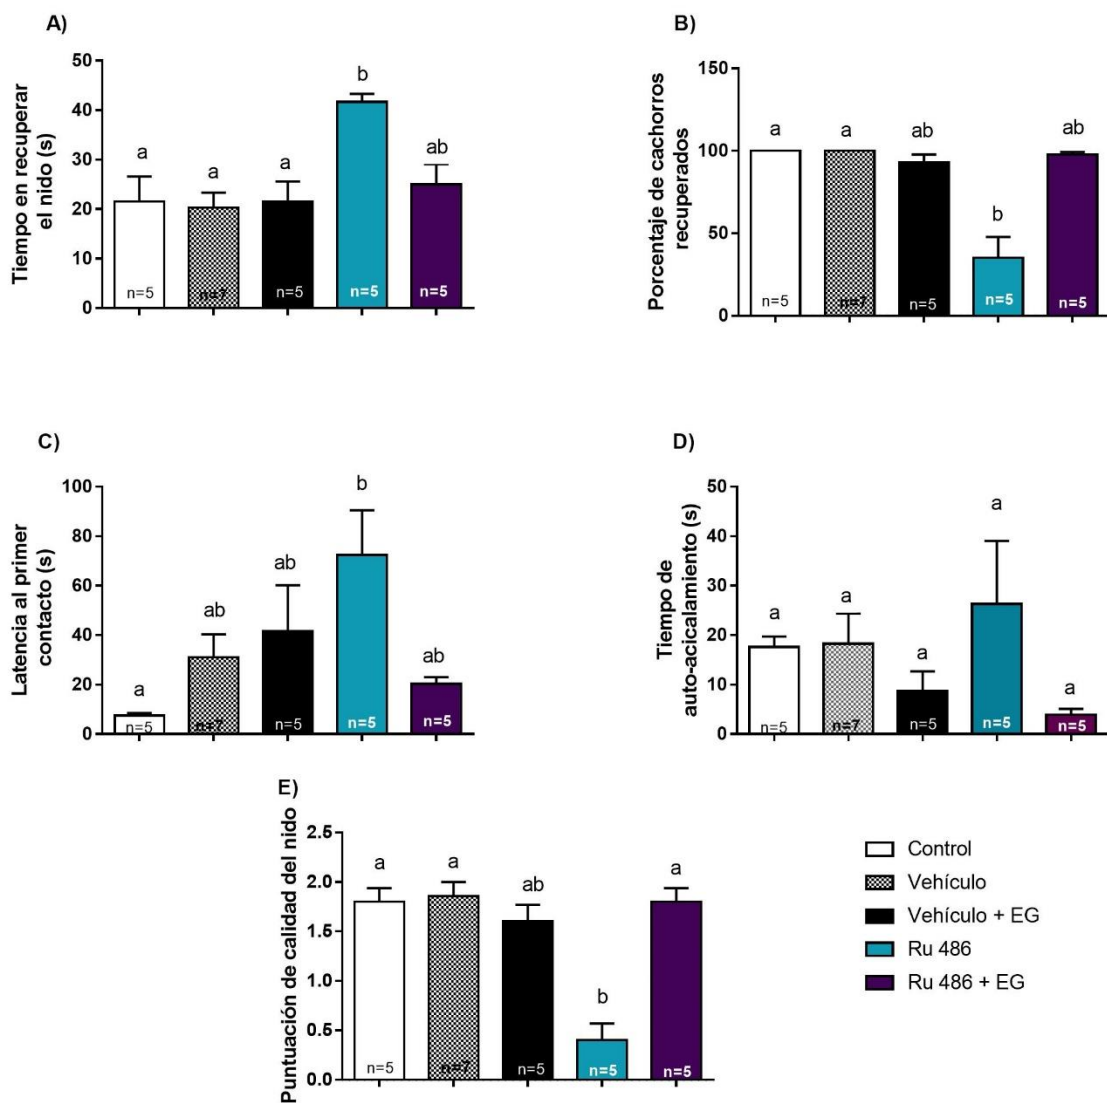 A)
Tiempo en recuperar
el nido (s)
50
40
30
20
10
0
a
a
a
b
ab
n=5
n=7
n=5
n=5
n=5
B)
Porcentaje de cachorros
recuperados
150
100
50
0
a
a
ab
b
ab
n=5
n=7
n=5
n=5
n=5
C)
Latencia al primer
contacto (s)
100
80
60
40
20
0
a
ab
ab
b
ab
n=5
n=7
n=5
n=5
n=5
D)
Tiempo de
auto-acicalamiento (s)
50
40
30
20
10
0
a
a
a
a
a
n=5
n=7
n=5
n=5
n=5
E)
Puntuación de calidad del nido
2.5
2.0
1.5
1.0
0.5
0.0
a
a
ab
b
a
n=5
n=7
n=5
n=5
n=5
Control
Vehículo
Vehículo + EG
Ru 486
Ru 486 + EG